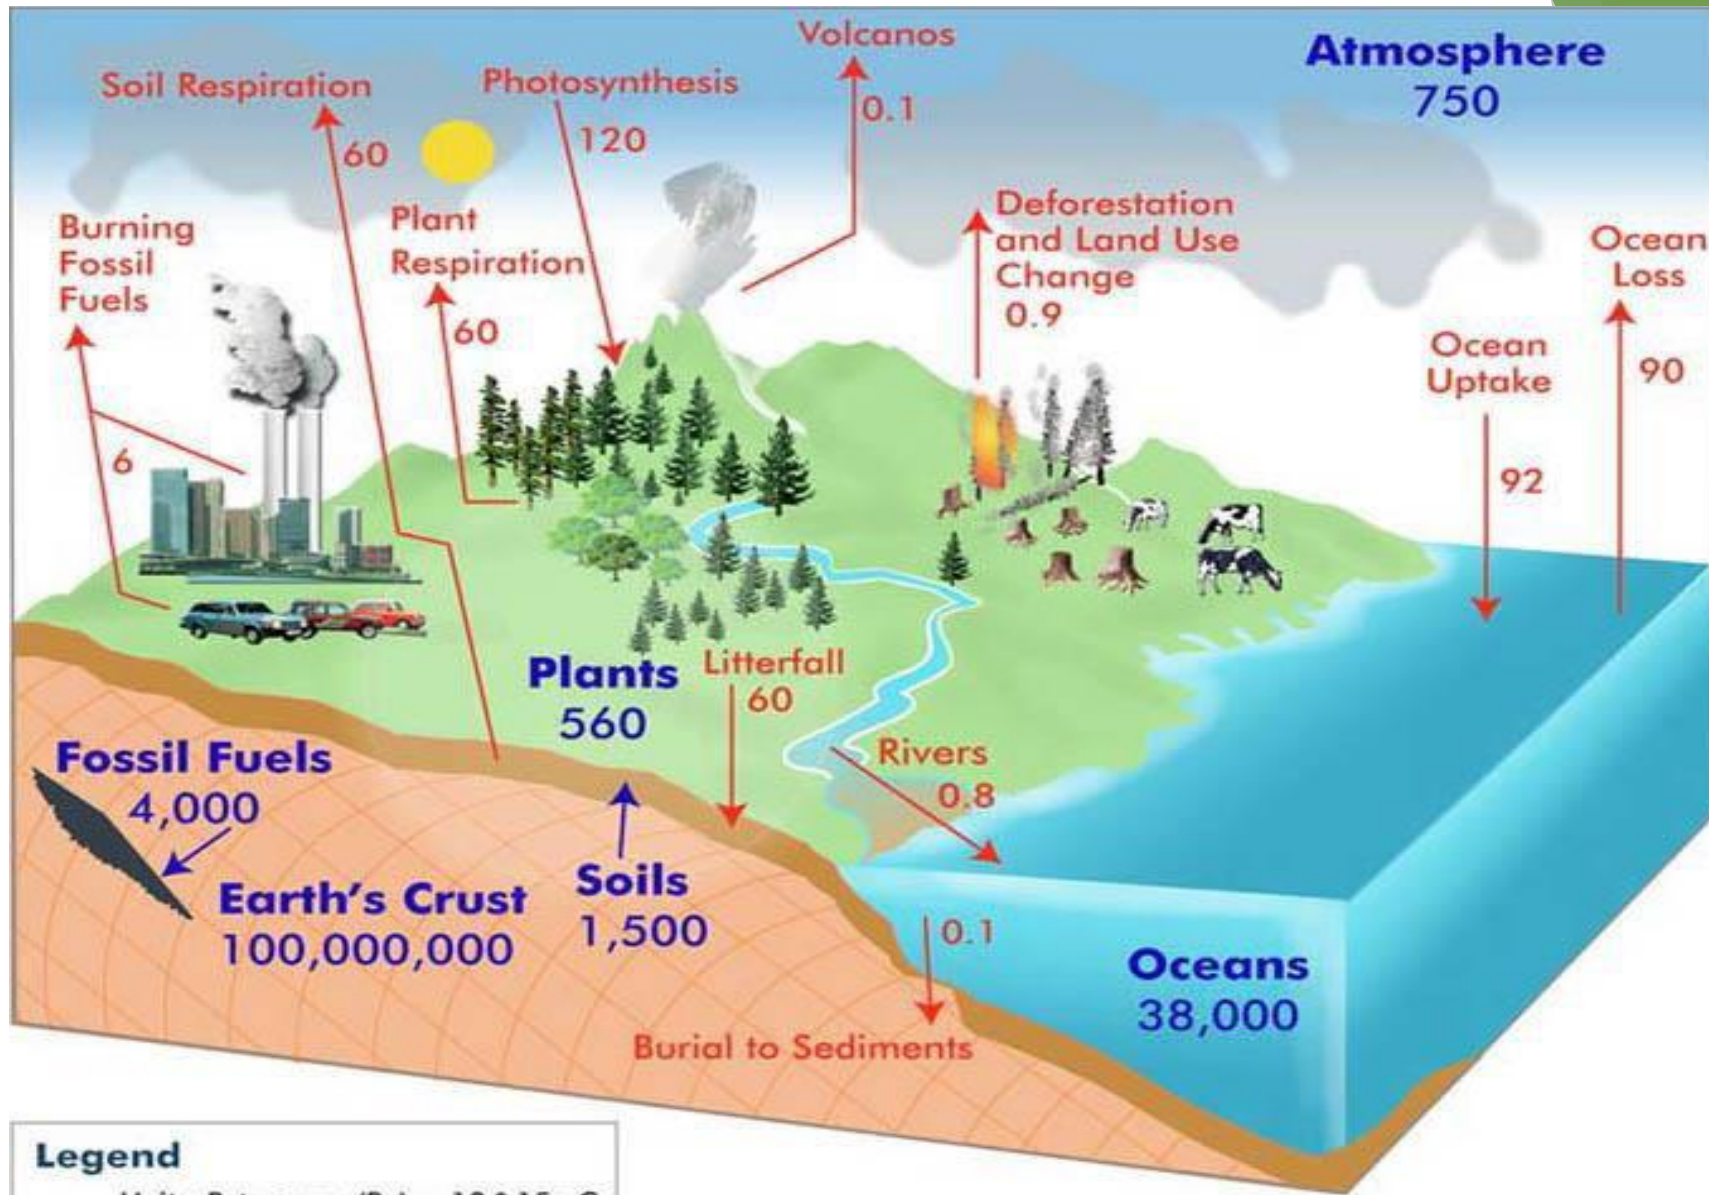 Volcanos
0.1
Atmosphere
750
Soil Respiration
60
Photosynthesis
120
Burning
Fossil
Fuels
6
Plant
Respiration
60
Deforestation
and Land Use
Change
0.9
Ocean
Loss
90
Ocean
Uptake
92
Plants
560
Litterfall
60
Rivers
0.8
Fossil Fuels
4,000
Earth's Crust
100,000,000
Soils
1,500
0.1
Burial to Sediments
Oceans
38,000
Legend